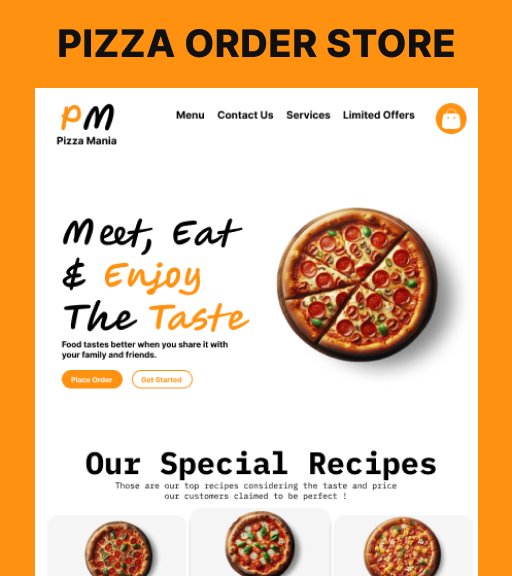 PIZZA ORDER STORE
PM
Pizza Mania
Menu Contact Us Services Limited Offers
Meet, Eat
& Enjoy
The Taste
Food tastes better when you share it with
your family and friends.
Place Order Get Started
Our Special Recipes
Those are our top recipes considering the taste and price
our customers claimed to be perfect !